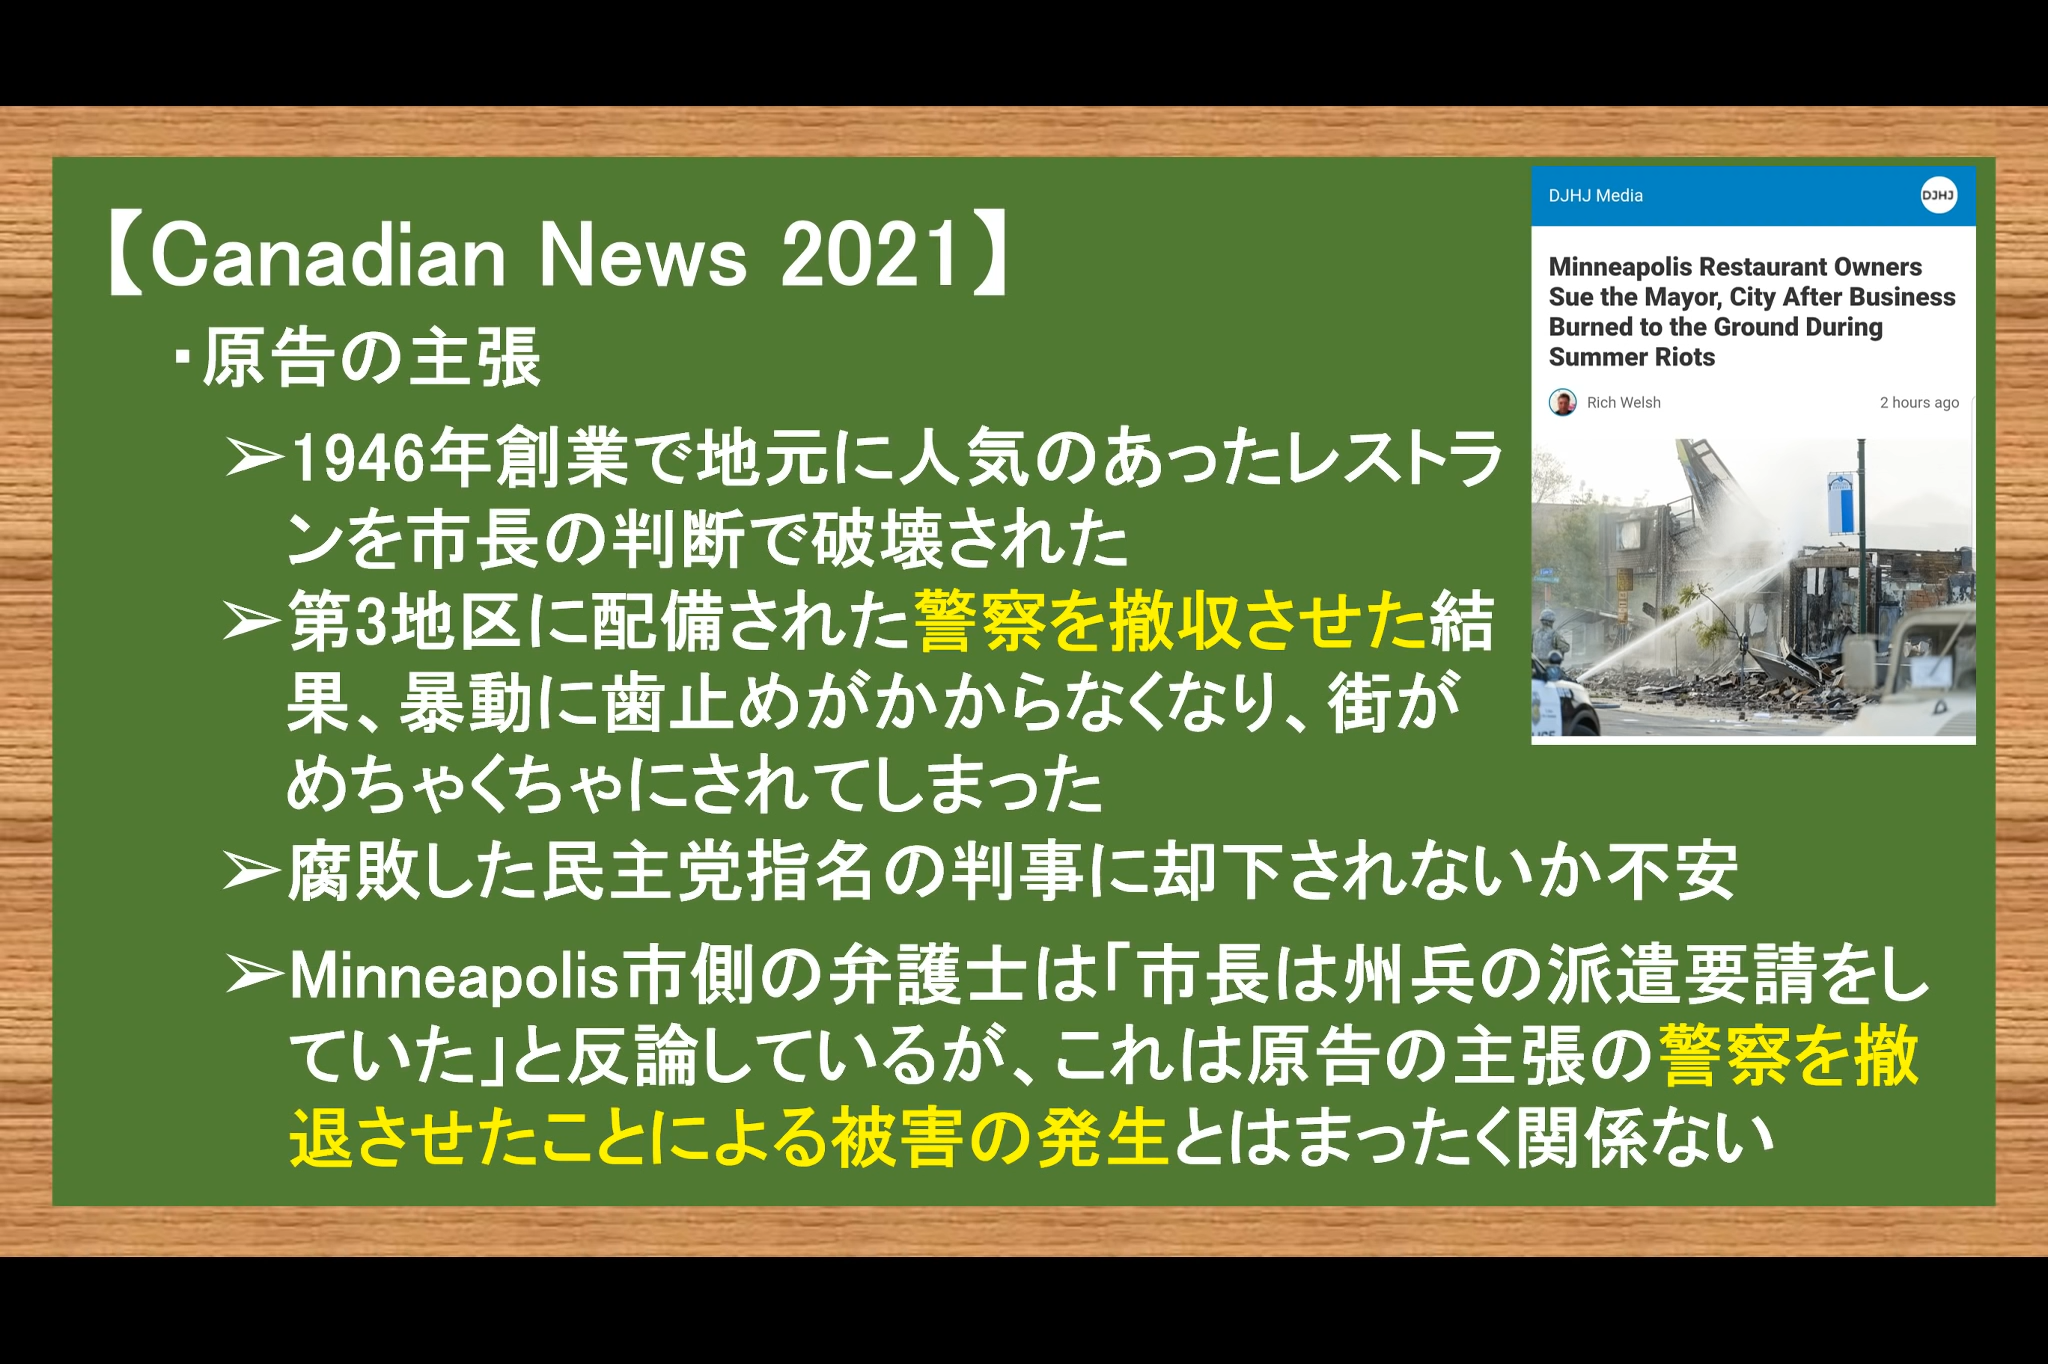 【Canadian News 2021】
・原告の主張
➢1946年創業で地元に人気のあったレストラ
ンを市長の判断で破壊された
➢第3地区に配備された警察を撤収させた結
果、暴動に歯止めがかからなくなり、街が
めちゃくちゃにされてしまった
➢腐敗した民主党指名の判事に却下されないか不安
➢Minneapolis市側の弁護士は「市長は州兵の派遣要請をし
ていた」と反論しているが、これは原告の主張の警察を撤
退させたことによる被害の発生とはまったく関係ない
DJHJ Media
DJHJ
Minneapolis Restaurant Owners
Sue the Mayor, City After Business
Burned to the Ground During
Summer Riots
Rich Welsh
2 hours ago